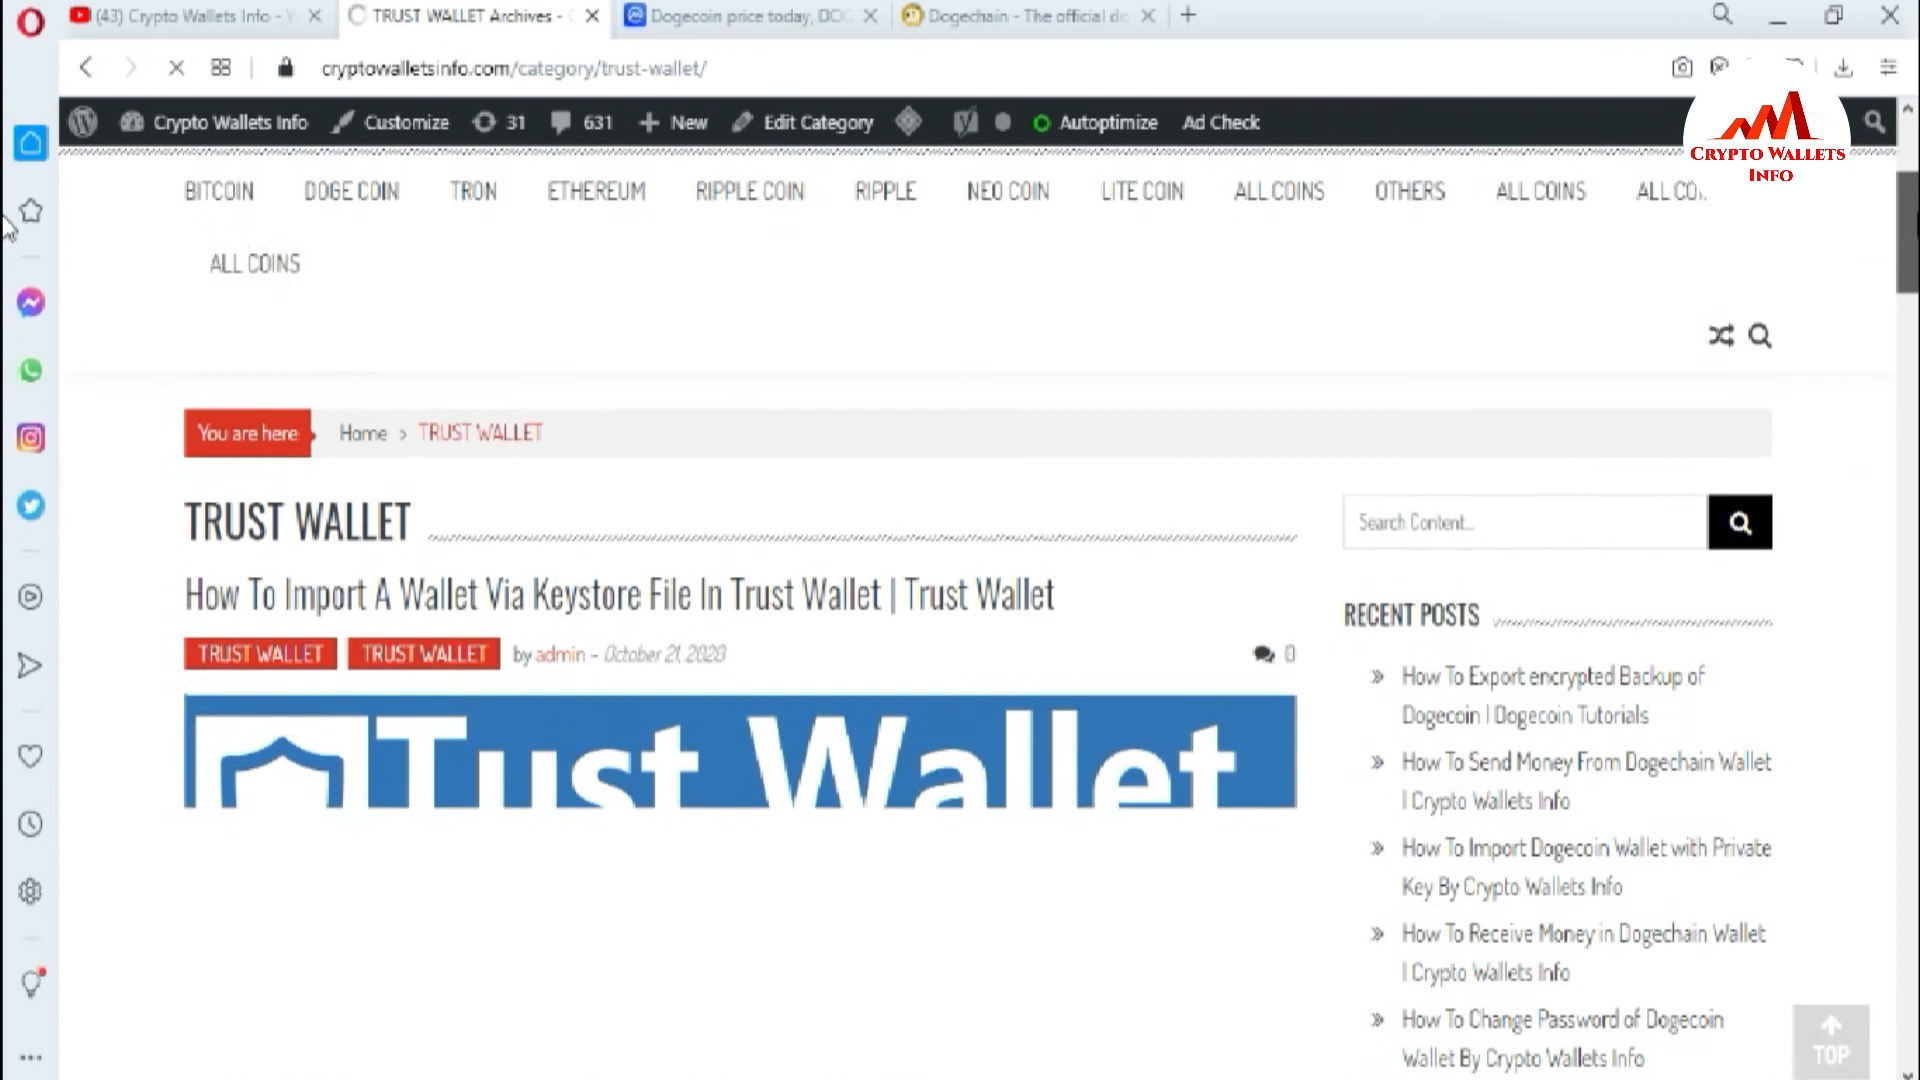 (43) Crypto Wallets Info - Y
TRUST WALLET Archives - C
Dogecoin price today, DOG
Dogechain - The official do
cryptowalletsinfo.com/category/trust-wallet/
Crypto Wallets Info
Customize
31
631
New
Edit Category
Autoptimize
Ad Check
CRYPTO WALLETS
INFO
BITCOIN
DOGE COIN
TRON
ETHEREUM
RIPPLE COIN
RIPPLE
NEO COIN
LITE COIN
ALL COINS
OTHERS
ALL COINS
ALL CO
ALL COINS
You are here
Home > TRUST WALLET
TRUST WALLET
Search Content...
How To Import A Wallet Via Keystore File In Trust Wallet | Trust Wallet
TRUST WALLET
TRUST WALLET
by admin - October 21, 2020
0
Tust Wallet
RECENT POSTS
How To Export encrypted Backup of
Dogecoin | Dogecoin Tutorials
How To Send Money From Dogechain Wallet
| Crypto Wallets Info
How To Import Dogecoin Wallet with Private
Key By Crypto Wallets Info
How To Receive Money in Dogechain Wallet
| Crypto Wallets Info
How To Change Password of Dogecoin
Wallet By Crypto Wallets Info
TOP